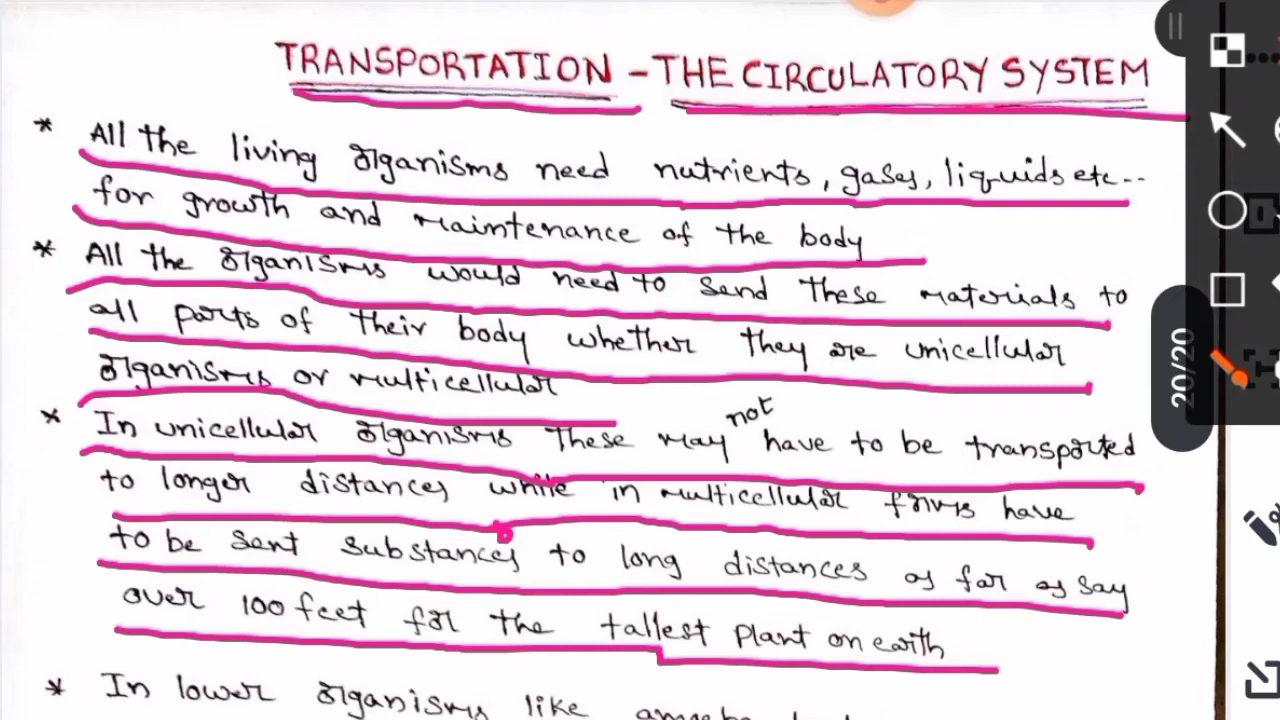 TRANSPORTATION - THE CIRCULATORY SYSTEM
* All the living organisms need nutrients, gases, liquids etc...
for growth and maintenance of the body
* All the organisms would need to send these materials to
all parts of their body whether they are unicellular
organisms or multicellular
* In unicellular organisms these may not have to be transported
to longer distances while in multicellular forms have
to be sent substances to long distances as far as say
over 100 feet for the tallest plant on earth
* In lower organisms like amoeba
20/20